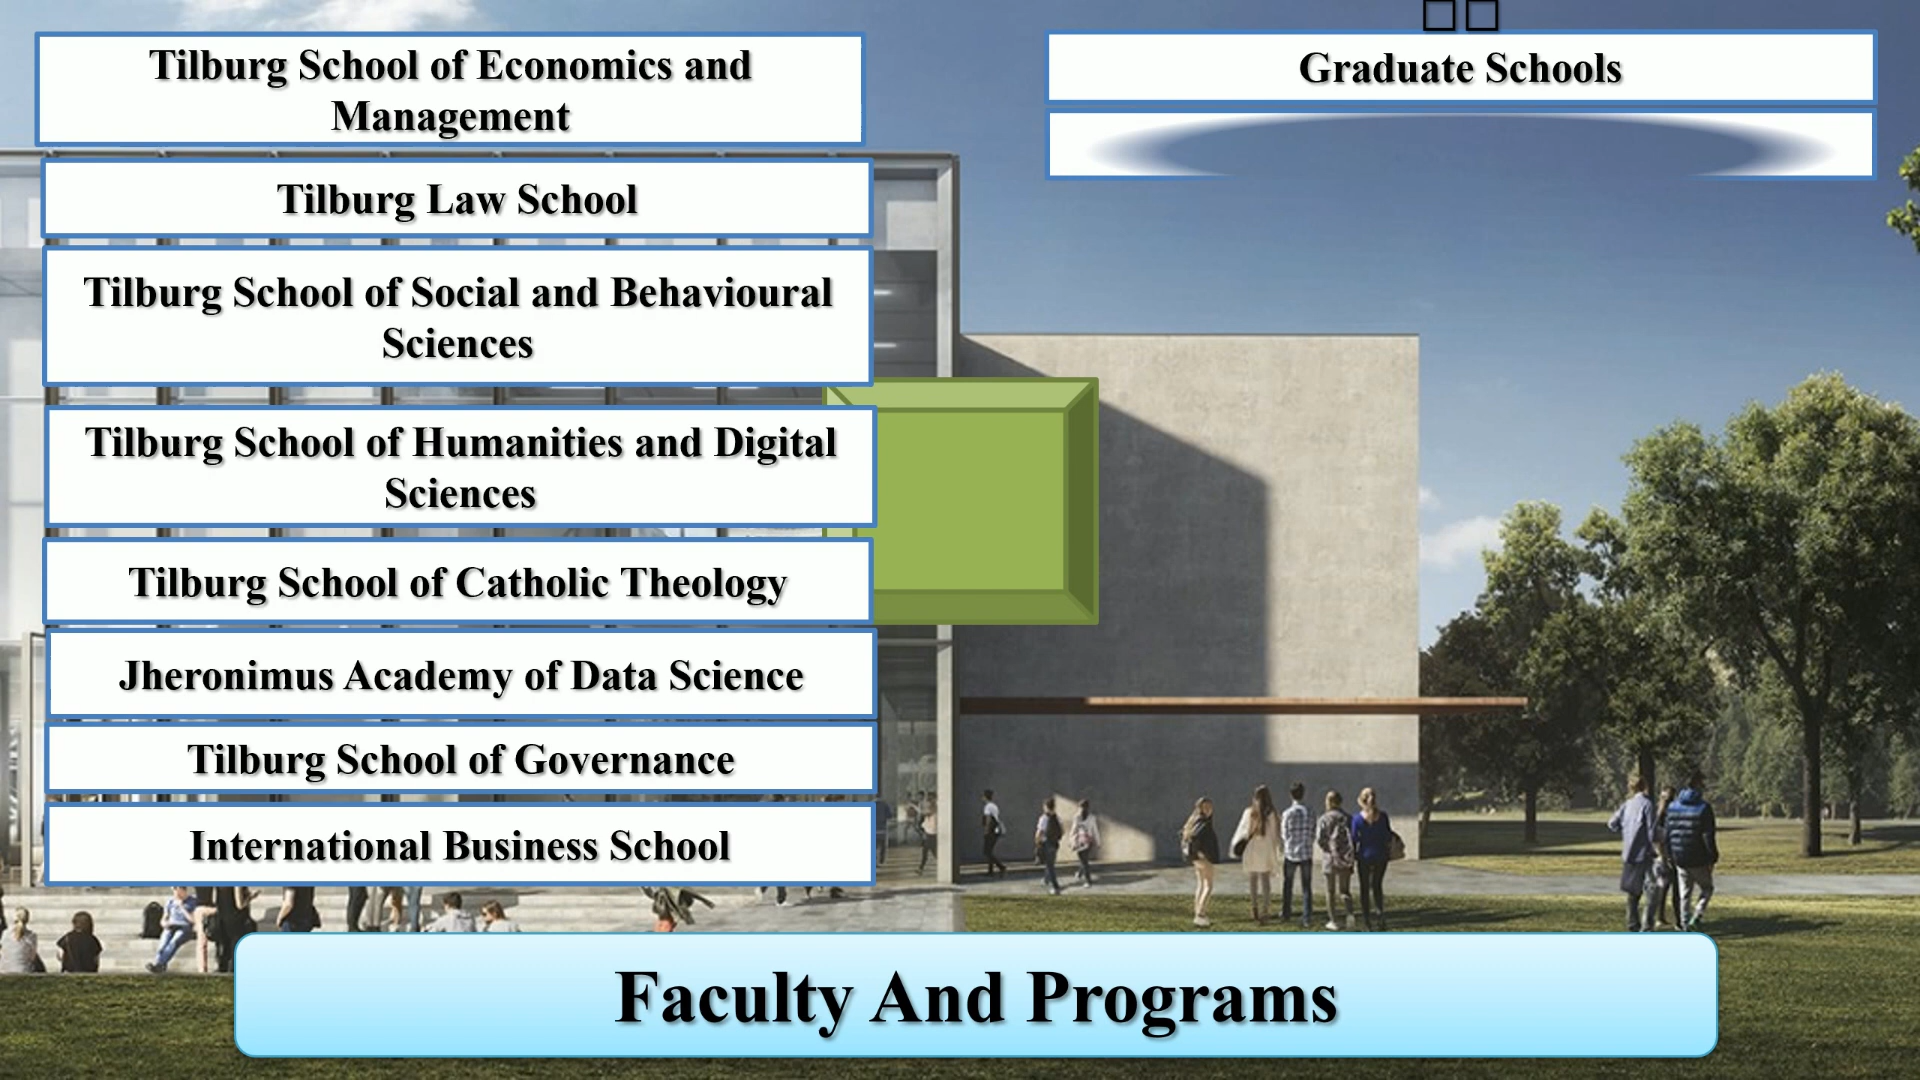 Tilburg School of Economics and
Management
Tilburg Law School
Tilburg School of Social and Behavioural
Sciences
Tilburg School of Humanities and Digital
Sciences
Tilburg School of Catholic Theology
Jheronimus Academy of Data Science
Tilburg School of Governance
International Business School
Graduate Schools
Faculty And Programs